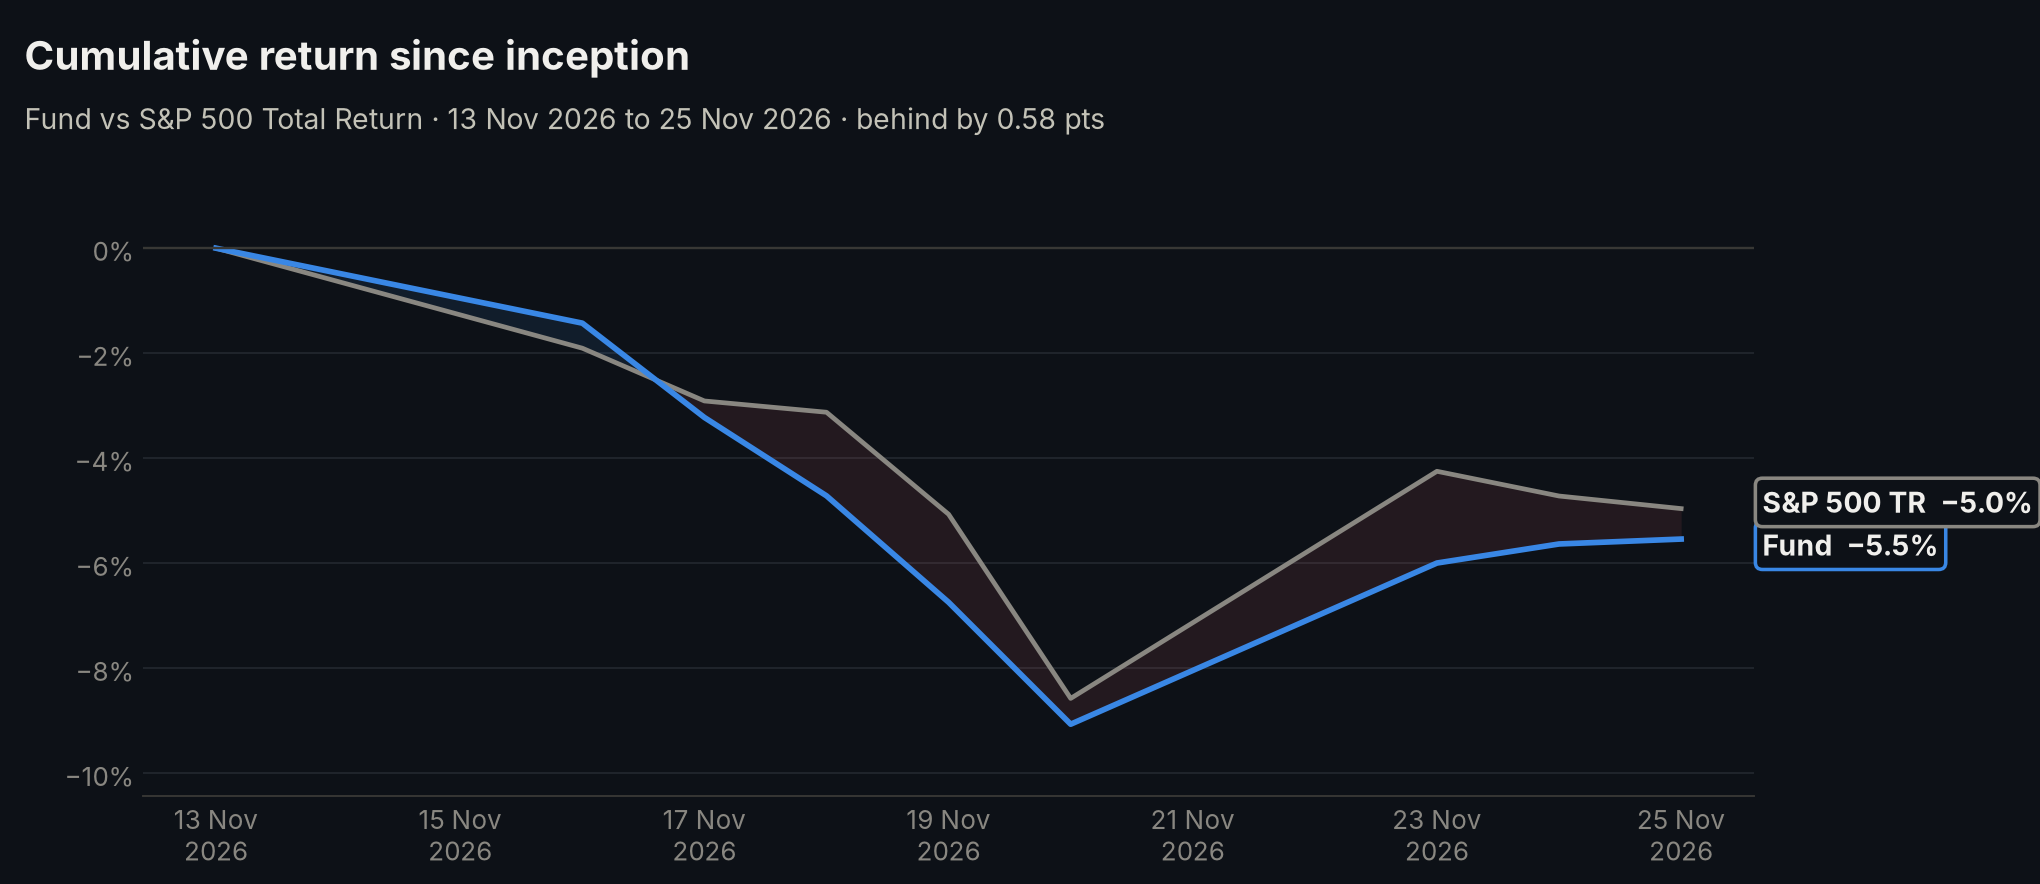 Cumulative return since inception
Fund vs S&P 500 Total Return · 13 Nov 2026 to 25 Nov 2026 · behind by 0.58 pts
0%
−2%
−4%
−6%
−8%
−10%
S&P 500 TR −5.0%
Fund −5.5%
13 Nov 2026
15 Nov 2026
17 Nov 2026
19 Nov 2026
21 Nov 2026
23 Nov 2026
25 Nov 2026